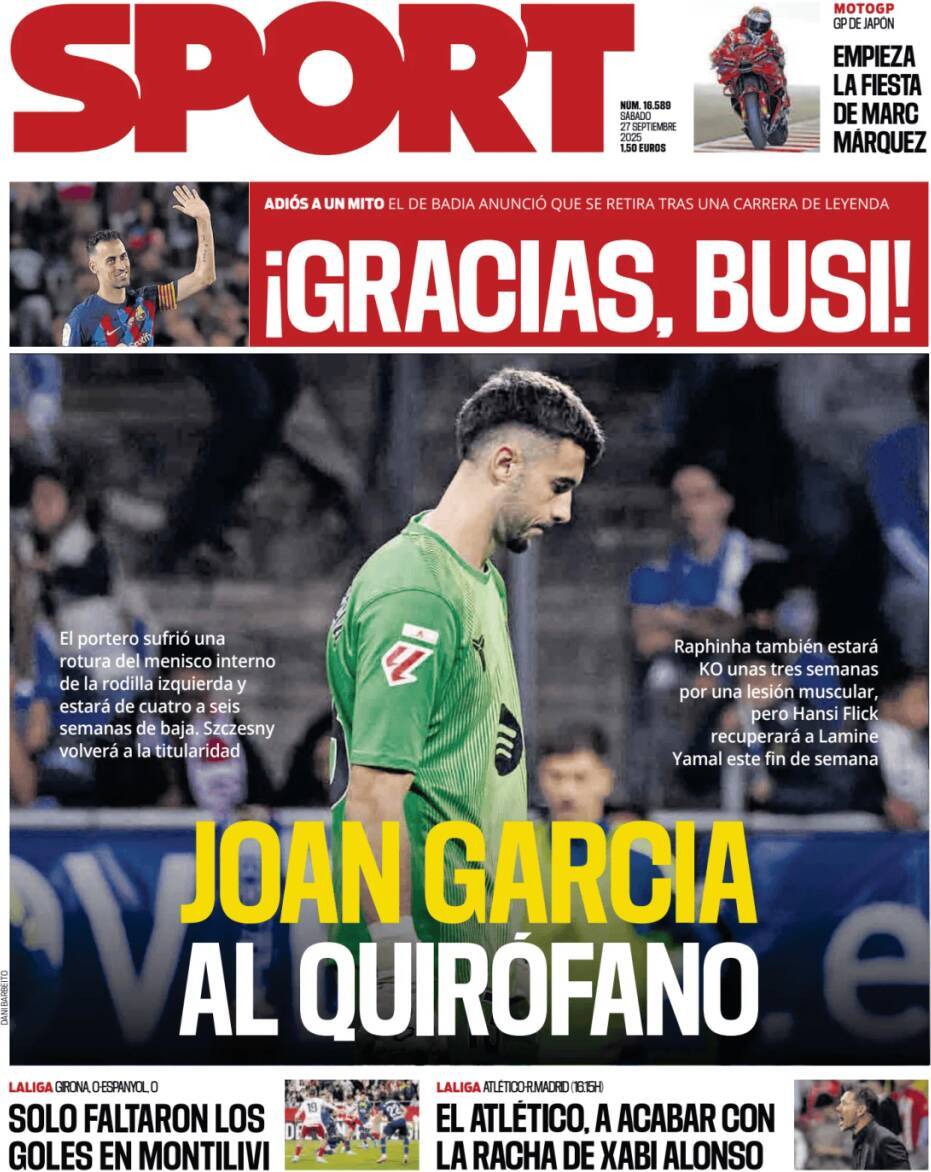 SPORT
NÚM. 16.589
SÁBADO
27 SEPTIEMBRE
2025
1,50 EUROS
MOTOGP
GP DE JAPÓN
EMPIEZA
LA FIESTA
DE MARC
MÁRQUEZ
ADIÓS A UN MITO EL DE BADIA ANUNCIÓ QUE SE RETIRA TRAS UNA CARRERA DE LEYENDA
¡GRACIAS, BUSI!
El portero sufrió una
rotura del menisco interno
de la rodilla izquierda y
estará de cuatro a seis
semanas de baja. Szczesny
volverá a la titularidad
Raphinha también estará
KO unas tres semanas
por una lesión muscular,
pero Hansi Flick
recuperará a Lamine
Yamal este fin de semana
JOAN GARCIA
AL QUIRÓFANO
DANI BARBEITO
LALIGA GIRONA, 0-ESPANYOL, 0
SOLO FALTARON LOS
GOLES EN MONTILIVI
LALIGA ATLÉTICO-R.MADRID (16:15H)
EL ATLÉTICO, A ACABAR CON
LA RACHA DE XABI ALONSO